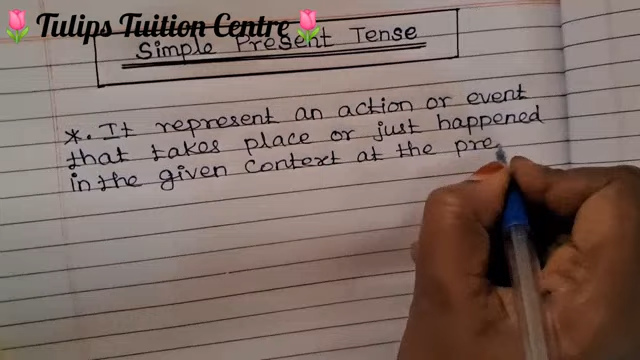 🌷Tulips Tuition Centre🌷
Simple Present Tense
*. It represent an action or event
that takes place or just happened
in the given context at the pre